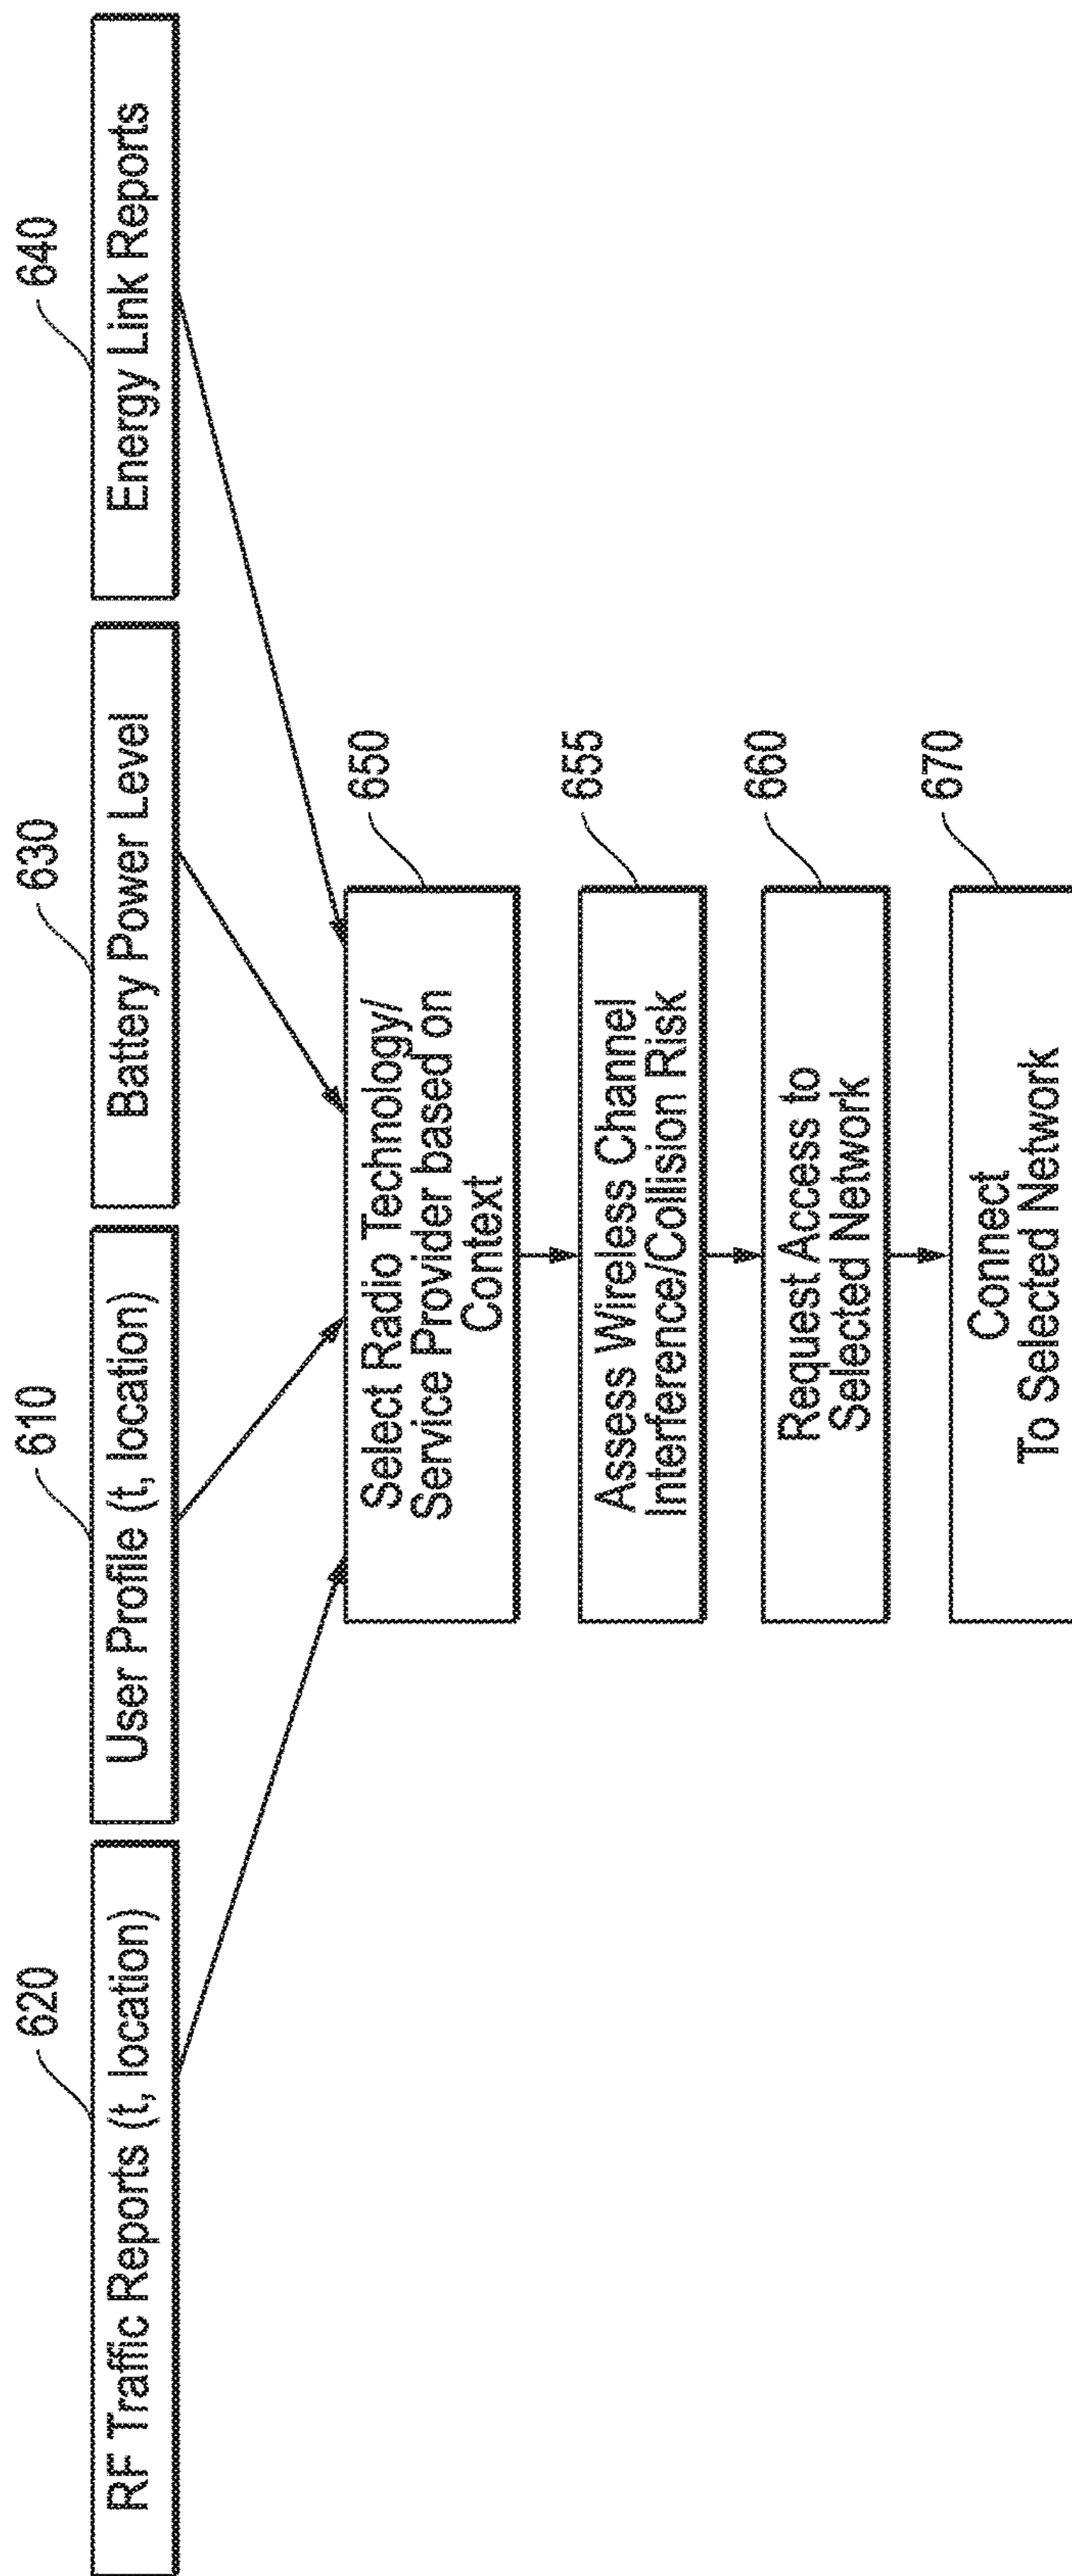 620
RF Traffic Reports (t, location)
610
User Profile (t, location)
630
Battery Power Level
640
Energy Link Reports
650
Select Radio Technology/
Service Provider based on
Context
655
Assess Wireless Channel
Interference/Collision Risk
660
Request Access to
Selected Network
670
Connect
To Selected Network